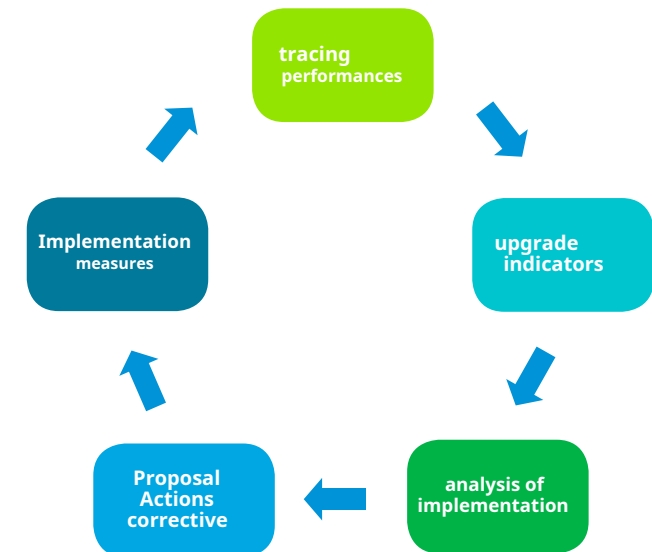 tracing
performances
upgrade
indicators
analysis of
implementation
Proposal
Actions
corrective
Implementation
measures